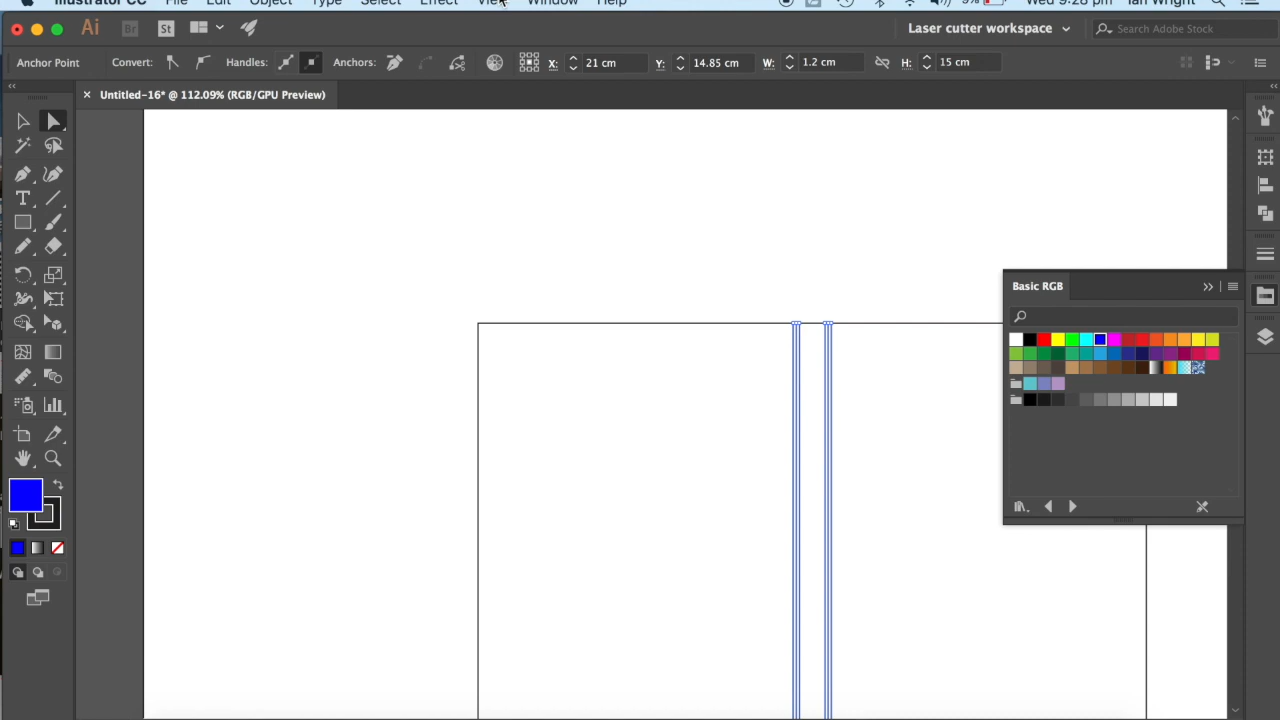 Illustrator CC File Edit Object Type Select Effect View Window Help 9% Wed 9:28 pm Ian Wright
Ai Br St Laser cutter workspace Search Adobe Stock
Anchor Point Convert: Handles: Anchors: X: 21 cm Y: 14.85 cm W: 1.2 cm H: 15 cm
× Untitled-16* @ 112.09% (RGB/GPU Preview)
T
Basic RGB